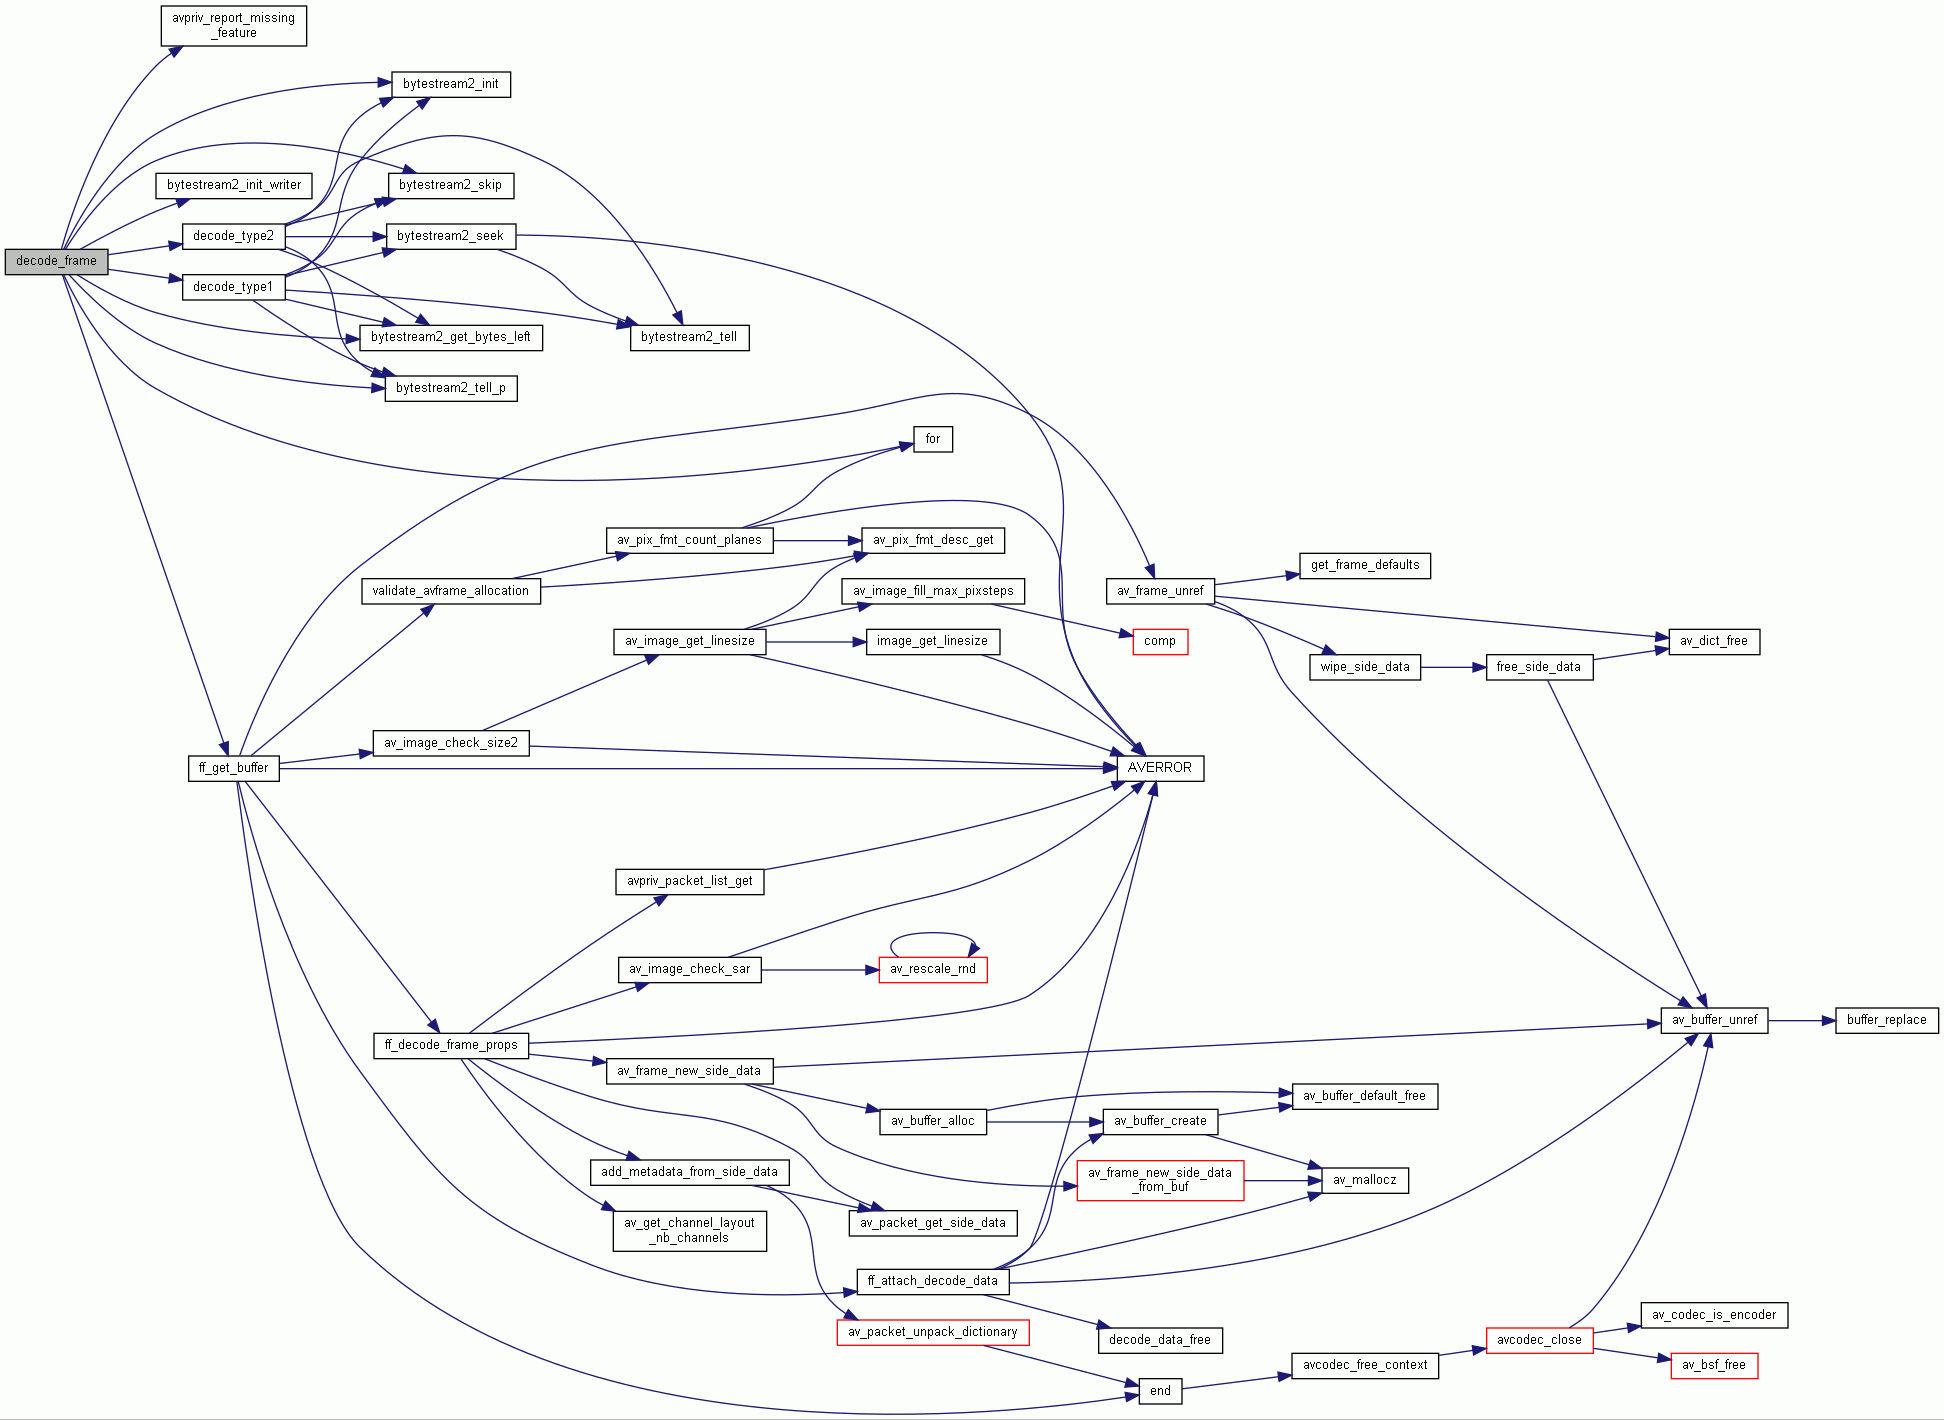 avpriv_report_missing
_feature
bytestream2_init
bytestream2_init_writer
bytestream2_skip
decode_type2
bytestream2_seek
decode_frame
decode_type1
bytestream2_get_bytes_left
bytestream2_tell
bytestream2_tell_p
for
av_pix_fmt_count_planes
av_pix_fmt_desc_get
get_frame_defaults
validate_avframe_allocation
av_image_fill_max_pixsteps
av_frame_unref
av_image_get_linesize
image_get_linesize
comp
av_dict_free
wipe_side_data
free_side_data
av_image_check_size2
ff_get_buffer
AVERROR
avpriv_packet_list_get
av_image_check_sar
av_rescale_rnd
av_buffer_unref
buffer_replace
ff_decode_frame_props
av_frame_new_side_data
av_buffer_default_free
av_buffer_alloc
av_buffer_create
add_metadata_from_side_data
av_frame_new_side_data
_from_buf
av_mallocz
av_get_channel_layout
_nb_channels
av_packet_get_side_data
ff_attach_decode_data
av_codec_is_encoder
av_packet_unpack_dictionary
decode_data_free
avcodec_close
avcodec_free_context
av_bsf_free
end